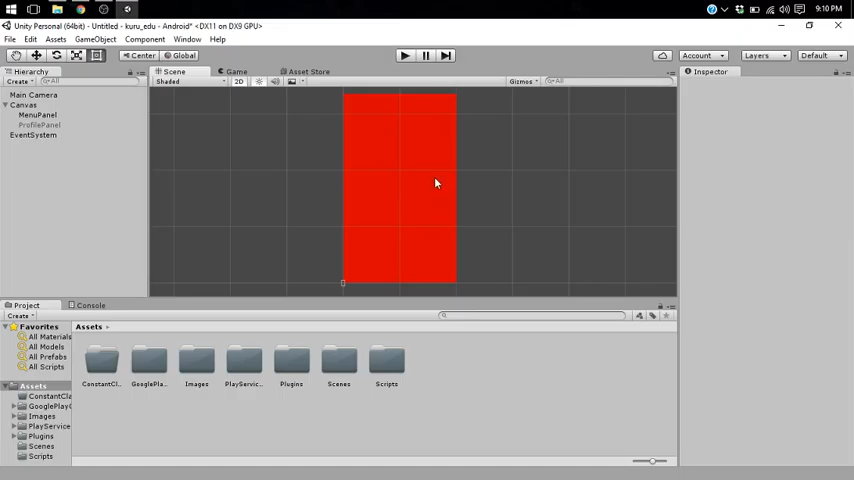 9:10 PM
Unity Personal (64bit) - Untitled - kuru_edu - Android* <DX11 on DX9 GPU>
File Edit Assets GameObject Component Window Help
Center Global Account Layers Default
Hierarchy Scene Game Asset Store Inspector
Create All Shaded 2D Gizmos All
Main Camera
Canvas
MenuPanel
ProfilePanel
EventSystem
Project Console
Create
Favorites Assets
All Materials
All Models
All Prefabs
All Scripts
ConstantCl... GooglePla... Images PlayServic... Plugins Scenes Scripts
Assets
ConstantCla
GooglePlayG
Images
PlayService
Plugins
Scenes
Scripts